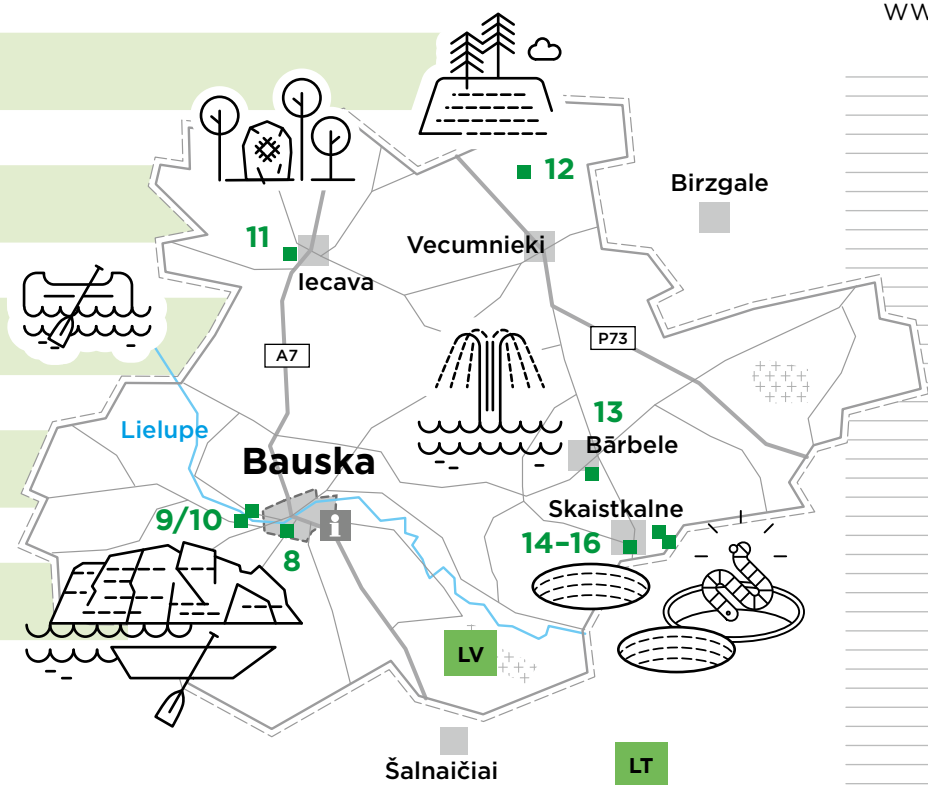 WW
12
Birzgale
11
Vecumnieki
Iecava
P73
A7
13
Lielupe
Bārbele
Bauska
Skaistkalne
9/10
i
14-16
8
LV
Šalnaičiai
LT